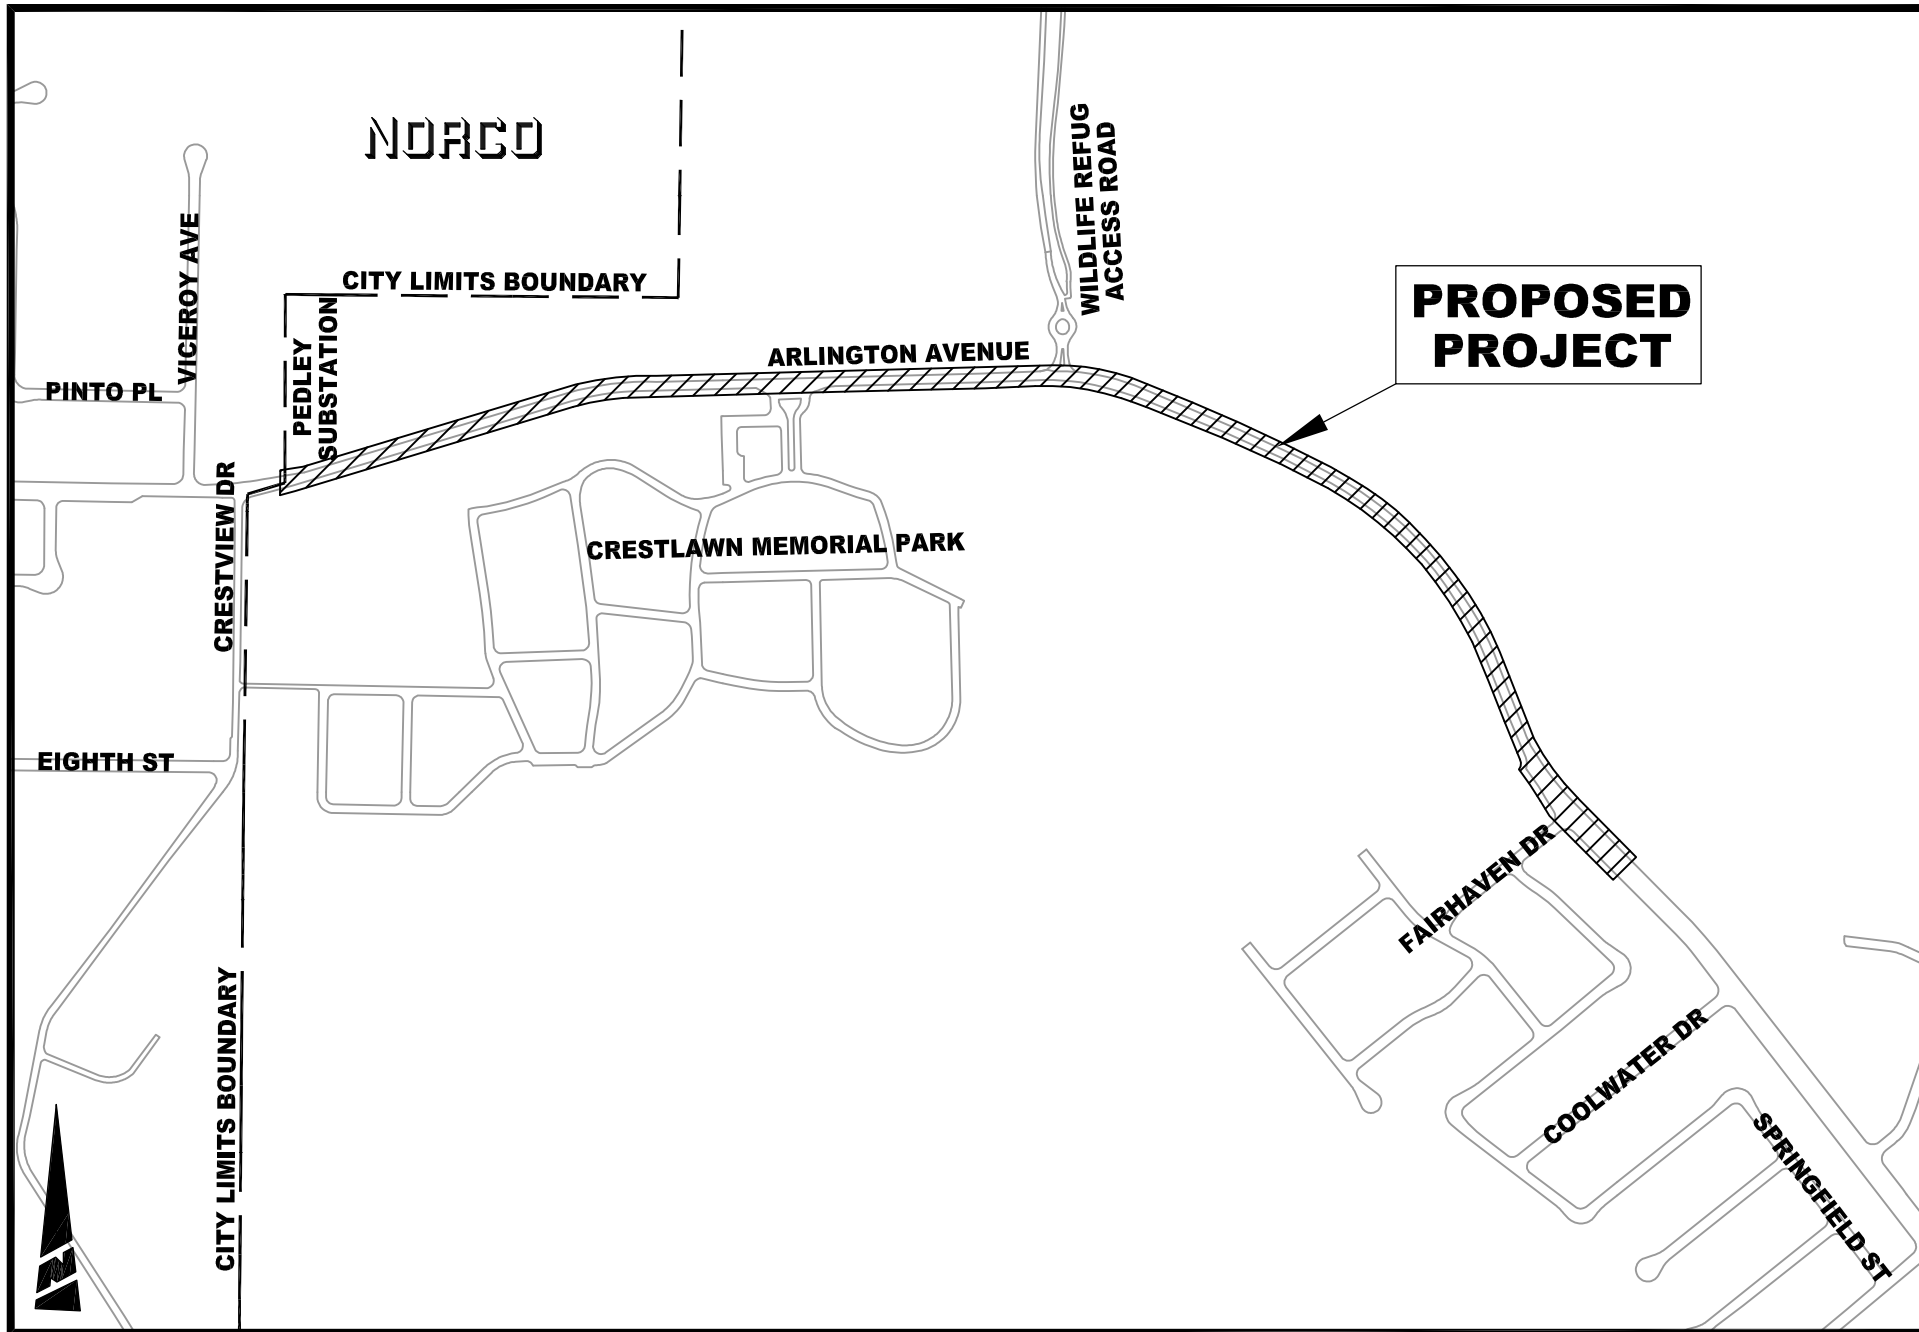 NORCO
WILDLIFE REFUG
ACCESS ROAD
VICEROY AVE
CITY LIMITS BOUNDARY
PROPOSED
PROJECT
PEDLEY
SUBSTATION
ARLINGTON AVENUE
PINTO PL
CRESTVIEW DR
CRESTLAWN MEMORIAL PARK
EIGHTH ST
FAIRHAVEN DR
CITY LIMITS BOUNDARY
COOLWATER DR
SPRINGFIELD ST
N